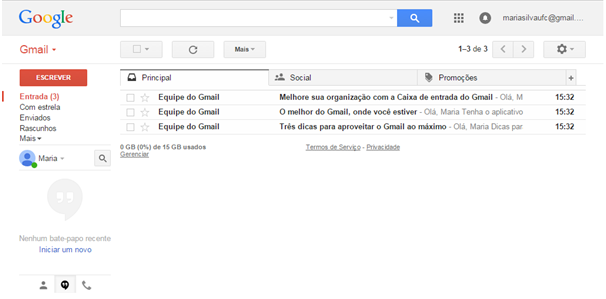 Google
mariasilvaufc@gmail....
Gmail
Mais
1–3 de 3
ESCREVER
Principal
Social
Promoções
+
Entrada (3)
Com estrela
Enviados
Rascunhos
Mais
Equipe do Gmail Melhore sua organização com a Caixa de entrada do Gmail - Olá, M 15:32
Equipe do Gmail O melhor do Gmail, onde você estiver - Olá, Maria Tenha o aplicativo 15:32
Equipe do Gmail Três dicas para aproveitar o Gmail ao máximo - Olá, Maria Dicas par 15:32
0 GB (0%) de 15 GB usados
Gerenciar
Termos de Serviço - Privacidade
Maria
Nenhum bate-papo recente
Iniciar um novo